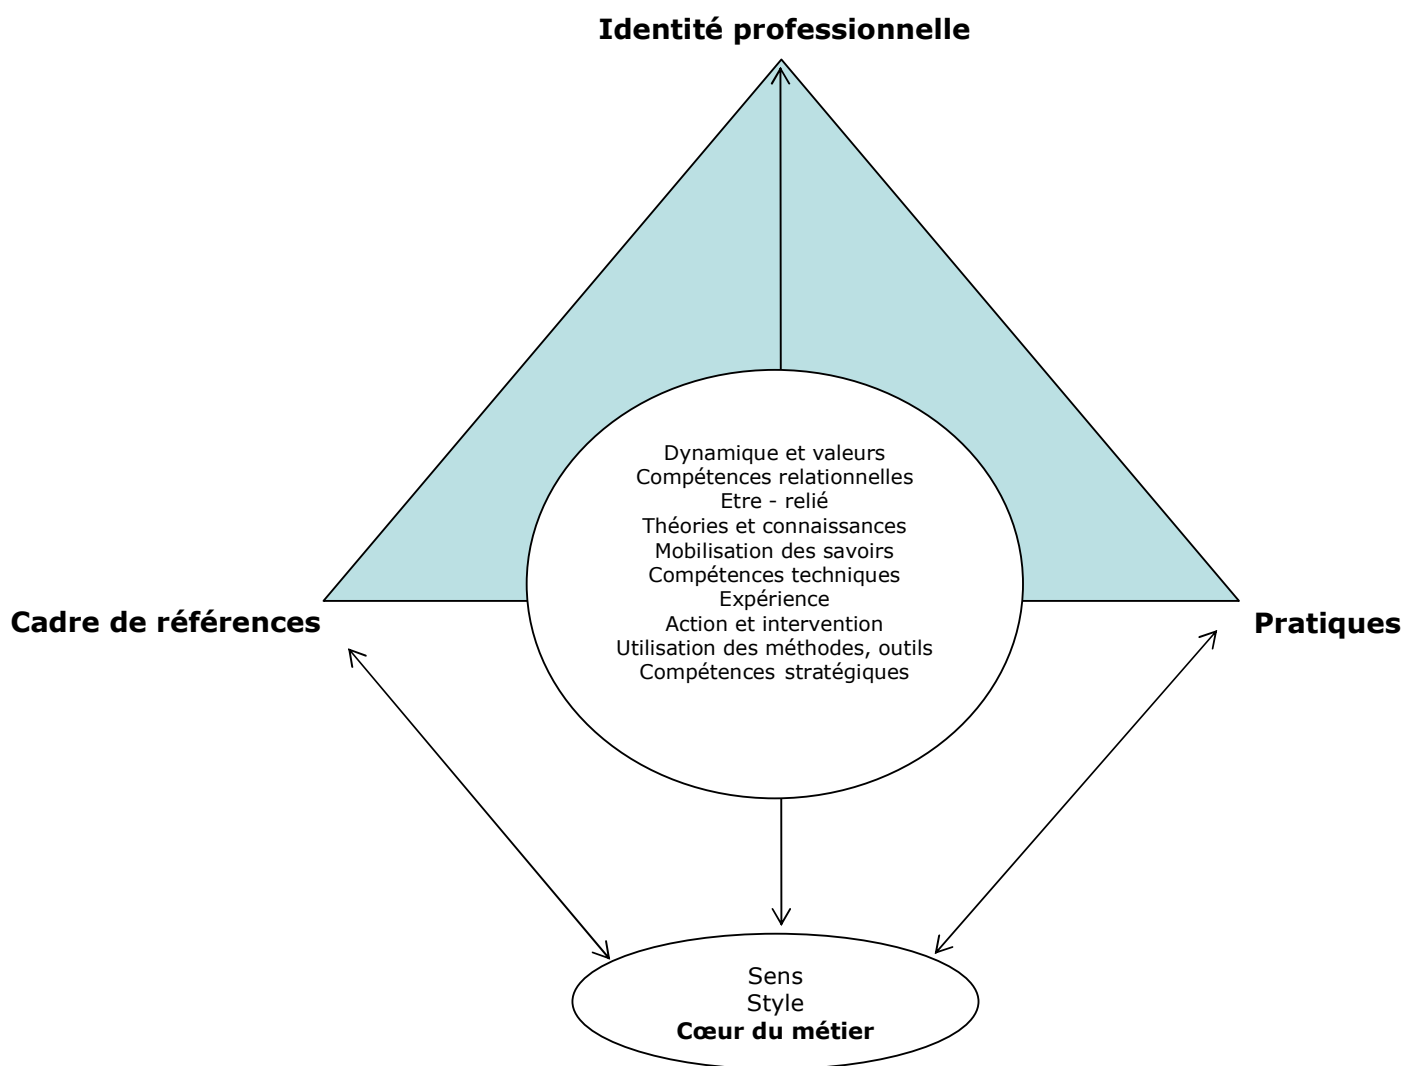 Identité professionnelle
Dynamique et valeurs
Compétences relationnelles
Etre - relié
Théories et connaissances
Mobilisation des savoirs
Compétences techniques
Expérience
Action et intervention
Utilisation des méthodes, outils
Compétences stratégiques
Cadre de références
Pratiques
Sens
Style
Cœur du métier